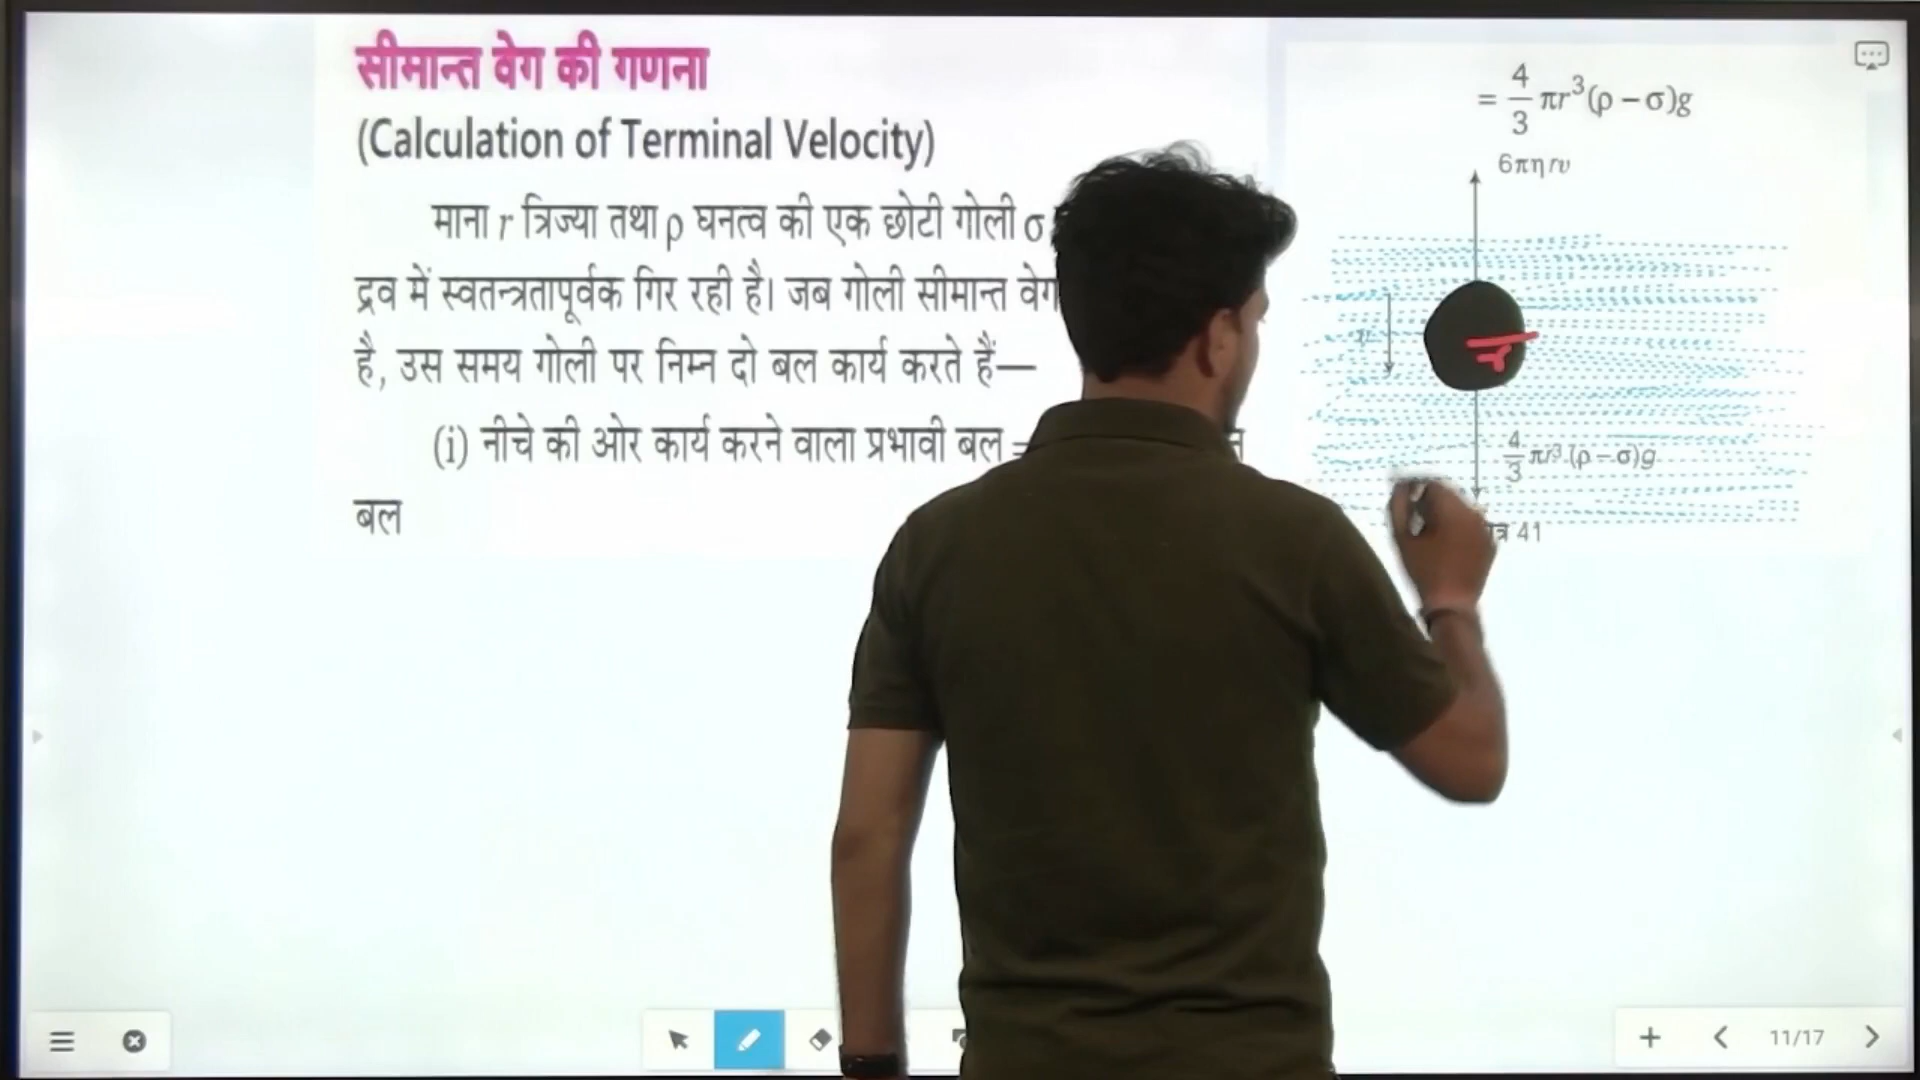 सीमान्त वेग की गणना
(Calculation of Terminal Velocity)
माना r त्रिज्या तथा ρ घनत्व की एक छोटी गोली σ
द्रव में स्वतन्त्रतापूर्वक गिर रही है। जब गोली सीमान्त वेग
है, उस समय गोली पर निम्न दो बल कार्य करते हैं—
(i) नीचे की ओर कार्य करने वाला प्रभावी बल =
बल
= 4/3 πr³(ρ – σ)g
6πηrv
v
r
4/3 πr³(ρ – σ)g
41
11/17